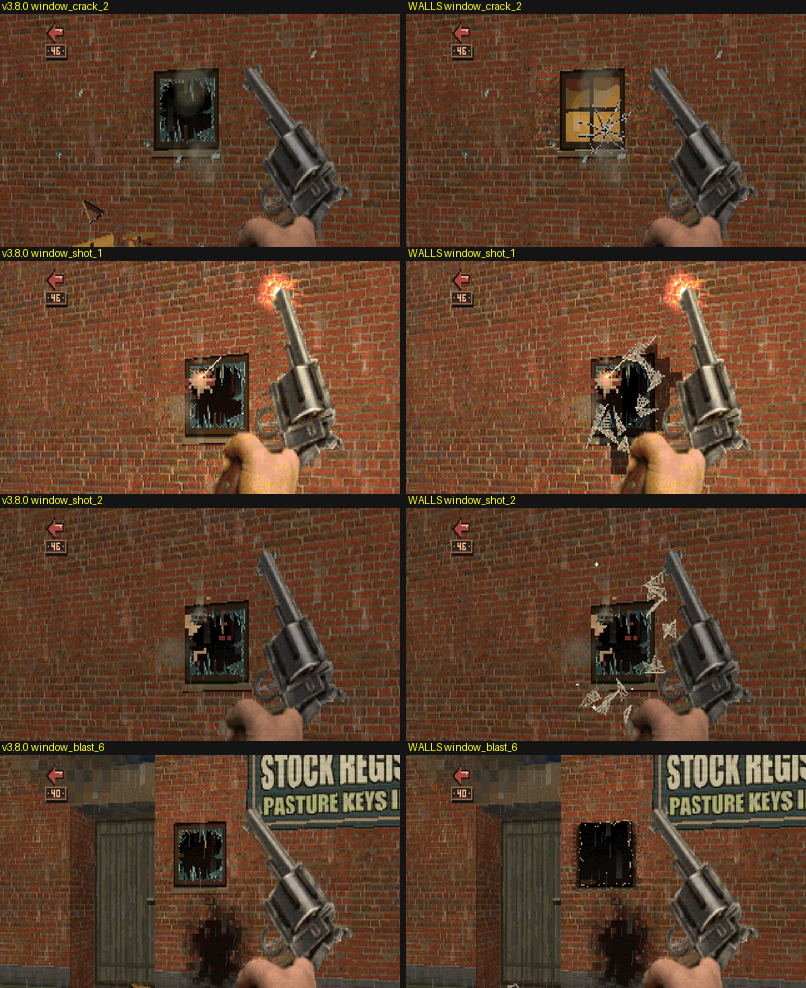 v3.8.0 window_crack_2
WALLS window_crack_2
46
46
v3.8.0 window_shot_1
WALLS window_shot_1
46
46
v3.8.0 window_shot_2
WALLS window_shot_2
46
46
v3.8.0 window_blast_6
WALLS window_blast_6
STOCK REGIS
PASTURE KEYS I
40
STOCK REGIS
PASTURE KEYS I
40